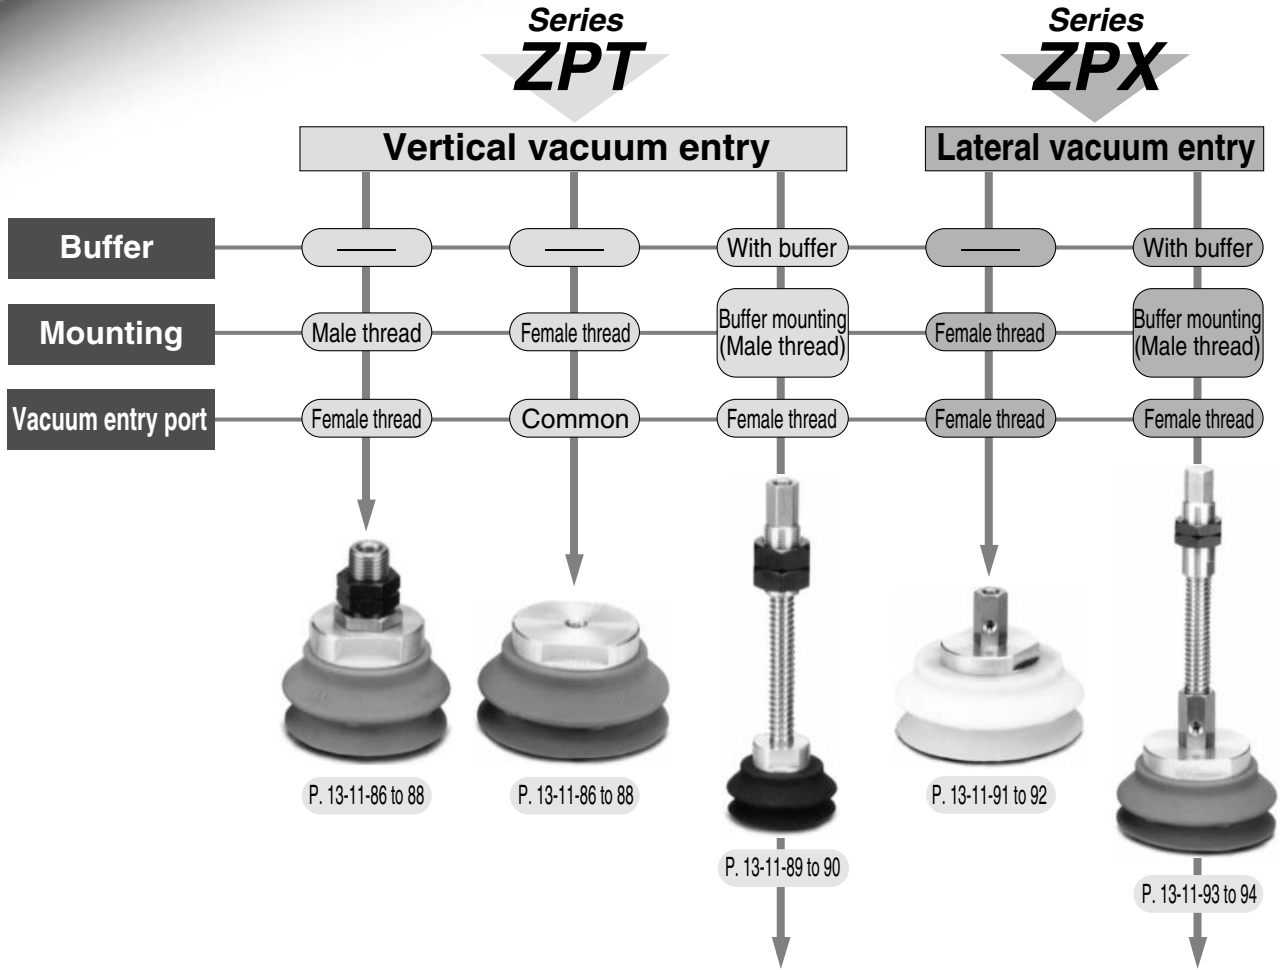 Series
ZPT
Series
ZPX
Vertical vacuum entry
Lateral vacuum entry
Buffer
With buffer
With buffer
Mounting
Male thread
Female thread
Buffer mounting
(Male thread)
Female thread
Buffer mounting
(Male thread)
Vacuum entry port
Female thread
Common
Female thread
Female thread
Female thread
P. 13-11-86 to 88
P. 13-11-86 to 88
P. 13-11-89 to 90
P. 13-11-91 to 92
P. 13-11-93 to 94